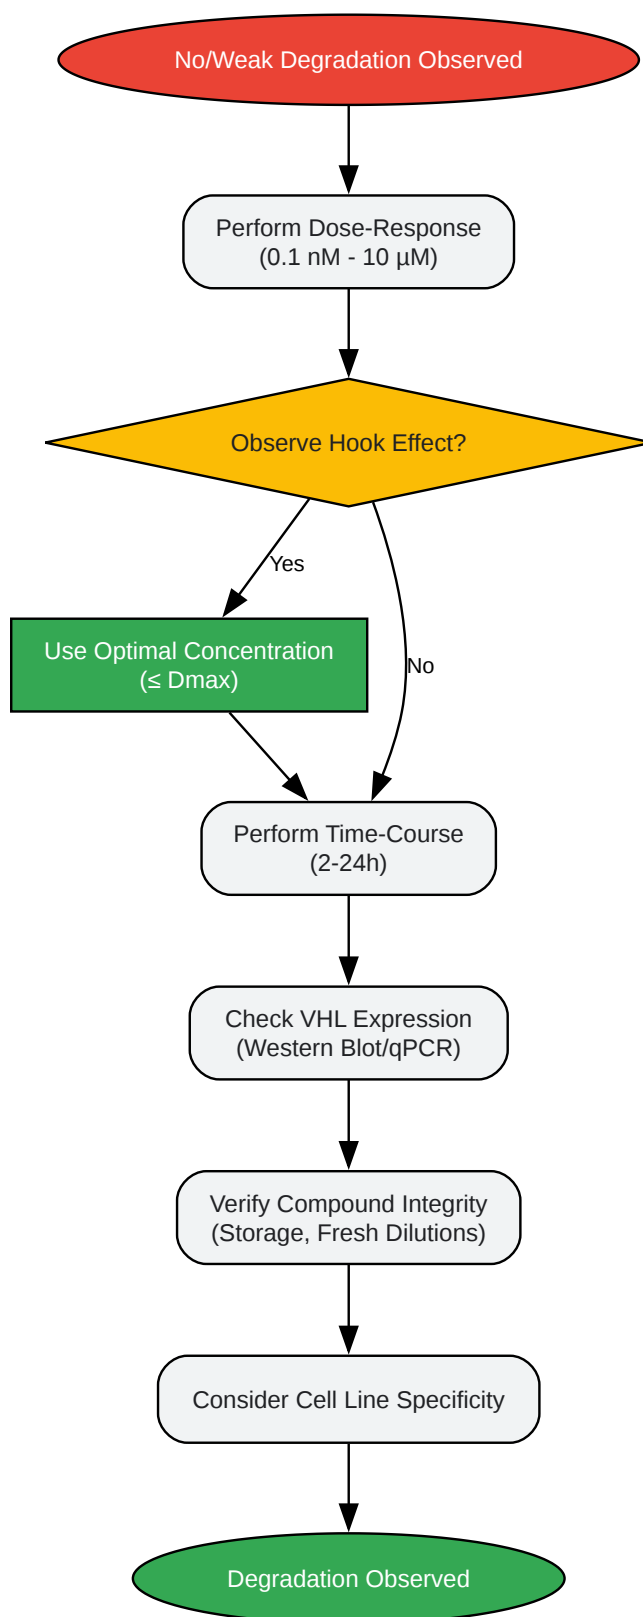 No/Weak Degradation Observed
Perform Dose-Response
(0.1 nM - 10 µM)
Observe Hook Effect?
Yes
Use Optimal Concentration
(≤ Dmax)
No
Perform Time-Course
(2-24h)
Check VHL Expression
(Western Blot/qPCR)
Verify Compound Integrity
(Storage, Fresh Dilutions)
Consider Cell Line Specificity
Degradation Observed